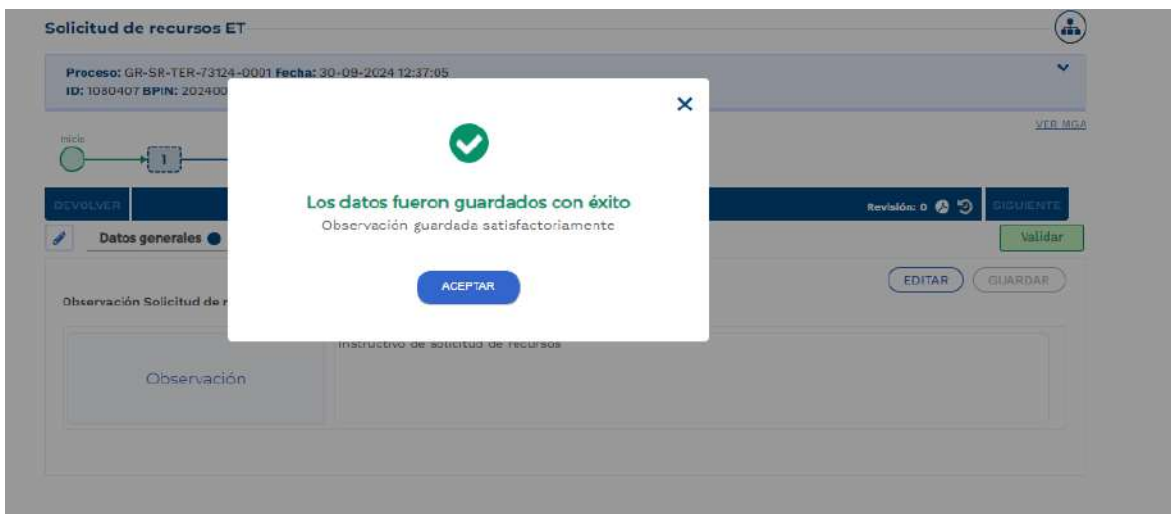 Solicitud de recursos ET
Proceso: GR-SR-TER-73124-0001 Fecha: 30-09-2024 12:37:05
ID: 1080407 BPIN: 202400
VER MGA
Inicio
1
Los datos fueron guardados con éxito
Observación guardada satisfactoriamente
ACEPTAR
DEVOLVER
Revisión: 0
SIGUIENTE
Datos generales
Validar
EDITAR
GUARDAR
Observación Solicitud de r
Instructivo de solicitud de recursos
Observación